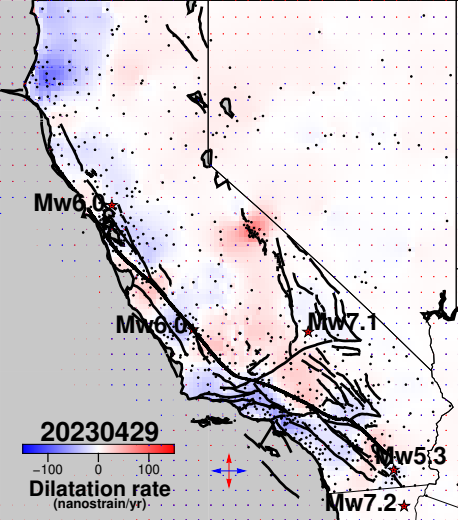 Mw6.0
Mw6.0
Mw7.1
20230429
−100 0 100
Dilatation rate
(nanostrain/yr)
Mw5.3
Mw7.2